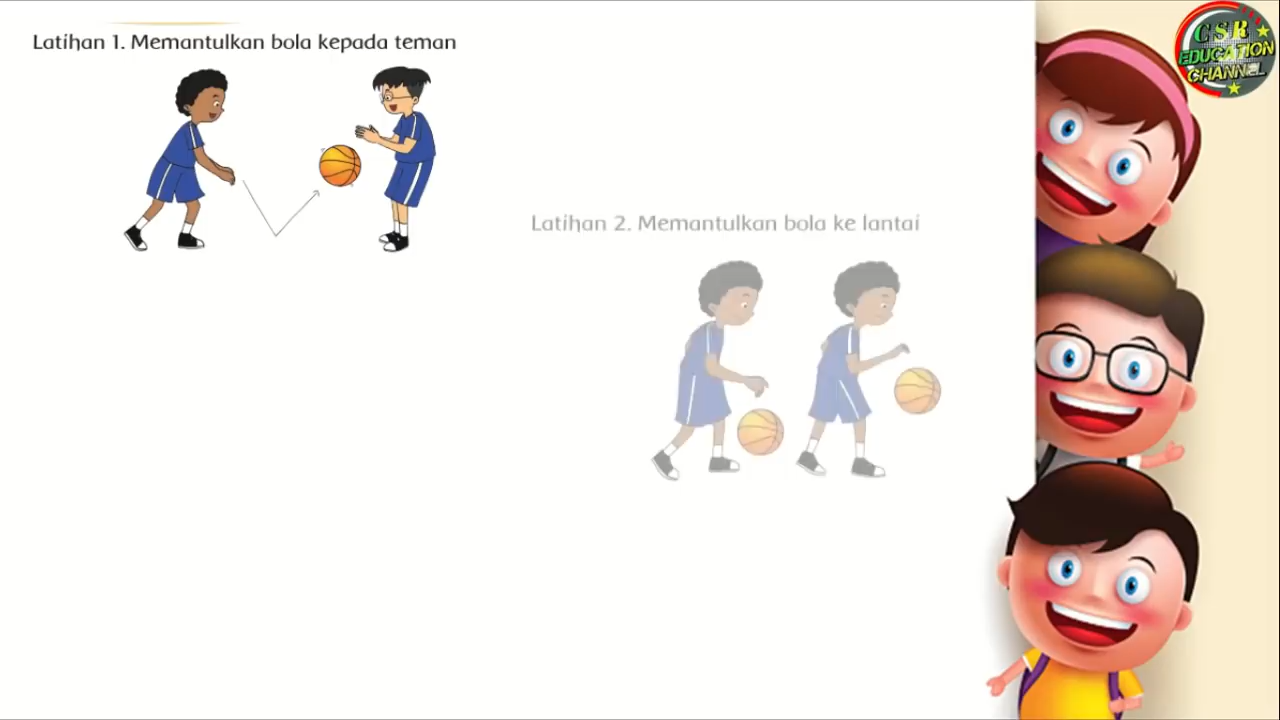 Latihan 1. Memantulkan bola kepada teman
Latihan 2. Memantulkan bola ke lantai
CSR
EDUCATION
CHANNEL